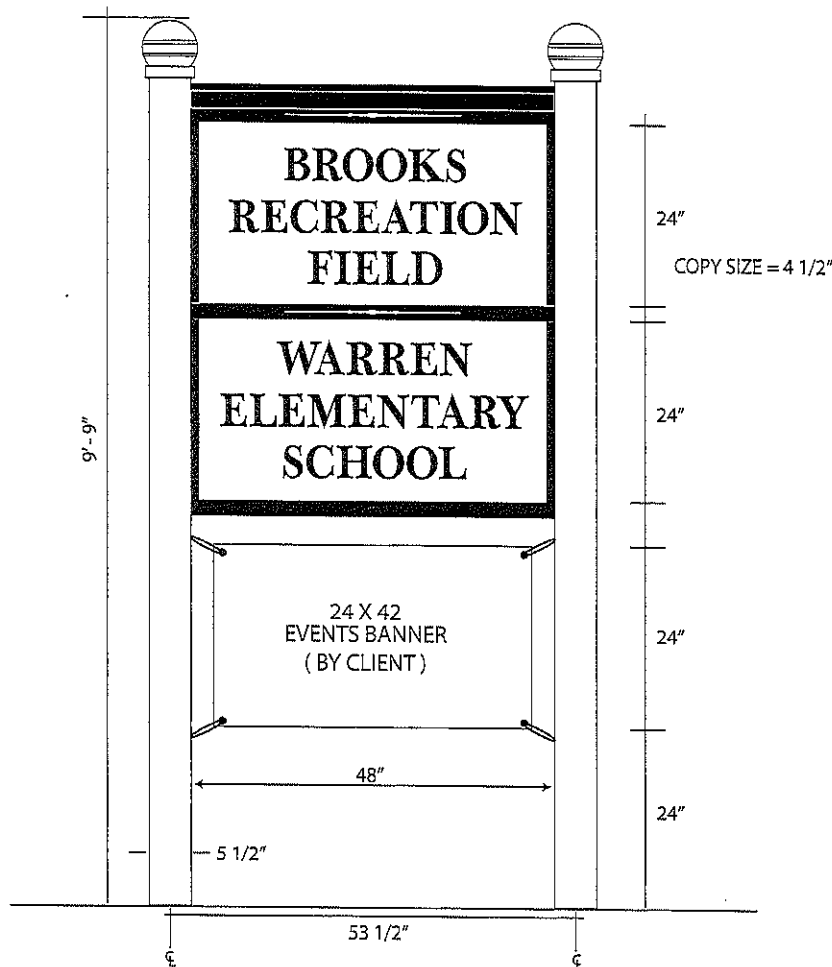 BROOKS
RECREATION
FIELD
24"
COPY SIZE = 4 1/2"
WARREN
ELEMENTARY
SCHOOL
24"
9' - 9"
24 X 42
EVENTS BANNER
( BY CLIENT )
24"
48"
24"
5 1/2"
53 1/2"
℄
℄